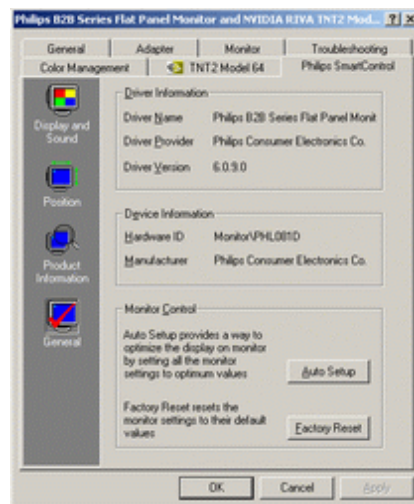 Philips B2B Series Flat Panel Monitor and NVIDIA RIVA TNT2 Mod...
General
Adapter
Monitor
Troubleshooting
Color Management
TNT2 Model 64
Philips SmartControl
Display and Sound
Position
Product Information
General
Driver Information
Driver Name Philips B2B Series Flat Panel Monit
Driver Provider Philips Consumer Electronics Co.
Driver Version 6.0.9.0
Device Information
Hardware ID Monitor\PHL081D
Manufacturer Philips Consumer Electronics Co.
Monitor Control
Auto Setup provides a way to
optimize the display on monitor
by setting all the monitor
settings to optimum values
Auto Setup
Factory Reset resets the
monitor settings to their default
values
Factory Reset
OK
Cancel
Apply